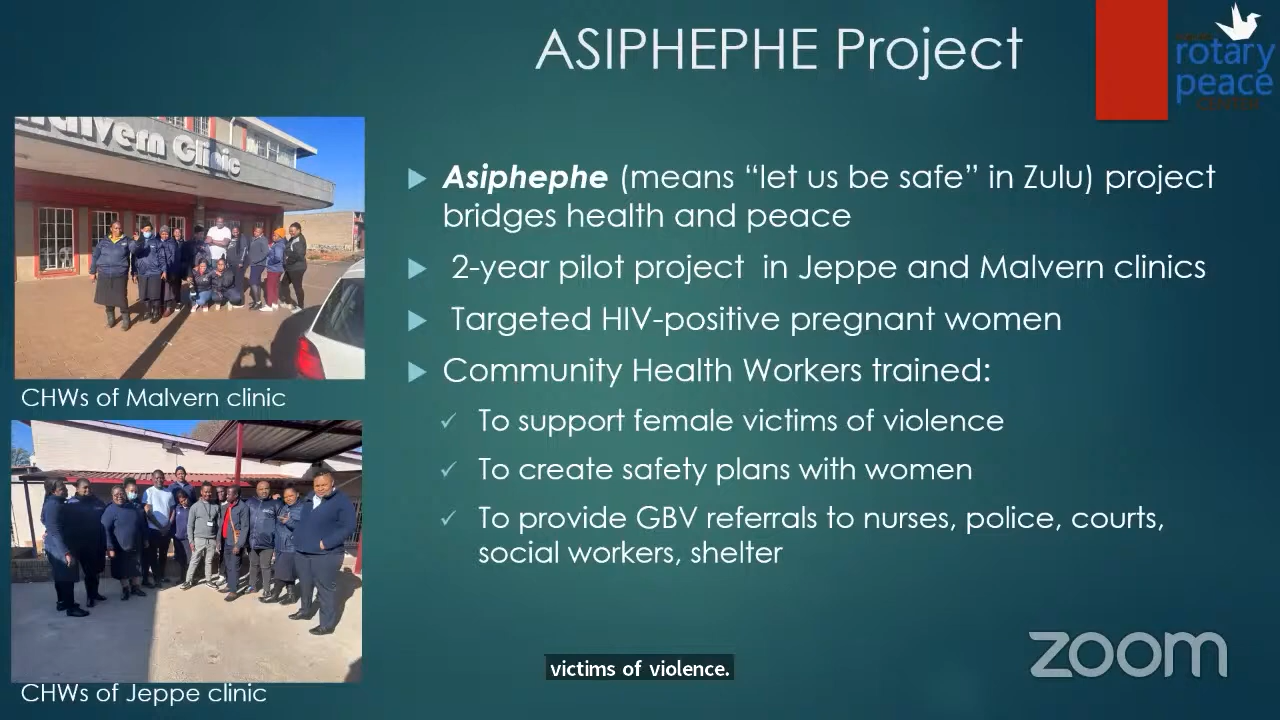 ASIPHEPHE Project
rotary
peace
CENTER
Malvern Clinic
Asiphephe (means “let us be safe” in Zulu) project
bridges health and peace
2-year pilot project in Jeppe and Malvern clinics
Targeted HIV-positive pregnant women
Community Health Workers trained:
CHWs of Malvern clinic
To support female victims of violence
To create safety plans with women
To provide GBV referrals to nurses, police, courts,
social workers, shelter
victims of violence.
zoom
CHWs of Jeppe clinic